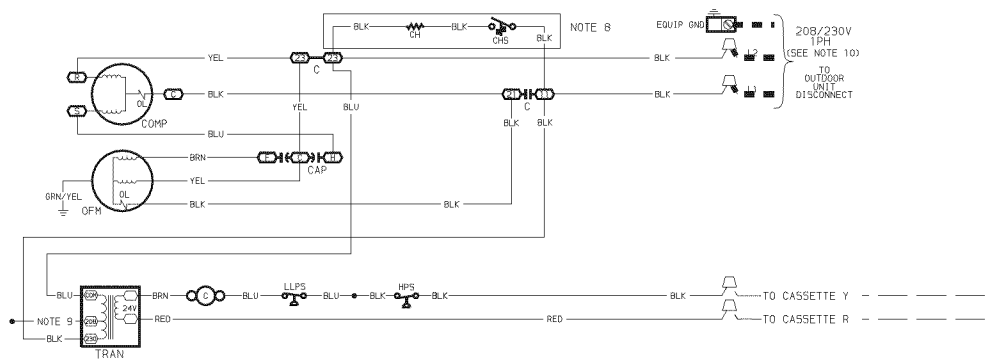 BLK
CH
BLK
CHS
BLK
NOTE 8
EQUIP GND
208/230V
1PH
(SEE NOTE 10)
TO
OUTDOOR
UNIT
DISCONNECT
YEL
23
C
23
BLK
L2
R
OL
C
BLK
21
C
11
BLK
L1
S
COMP
YEL
BLU
BLK
BLK
BLU
BRN
F
C
H
CAP
YEL
GRN/YEL
OL
OFM
BLK
BLK
BLU
COM
24V
BRN
C
BLU
LLPS
BLU
BLK
HPS
BLK
BLK
TO CASSETTE Y
NOTE 9
208
RED
RED
TO CASSETTE R
BLK
230
TRAN